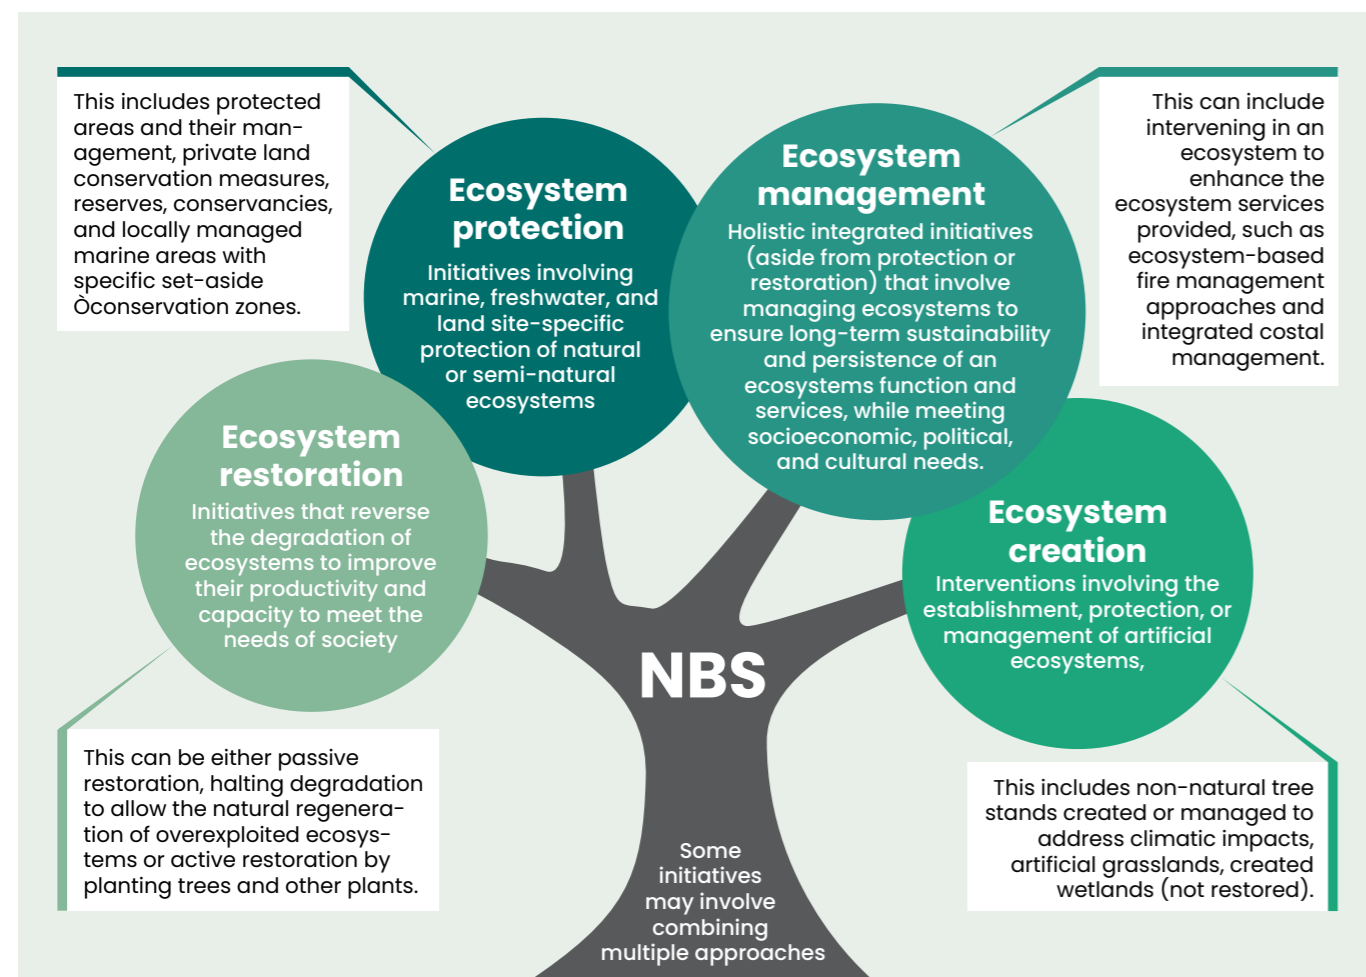 This includes protected
areas and their man-
agement, private land
conservation measures,
reserves, conservancies,
and locally managed
marine areas with
specific set-aside
Òconservation zones.
Ecosystem
protection
Initiatives involving
marine, freshwater, and
land site-specific
protection of natural
or semi-natural
ecosystems
Ecosystem
management
Holistic integrated initiatives
(aside from protection or
restoration) that involve
managing ecosystems to
ensure long-term sustainability
and persistence of an
ecosystems function and
services, while meeting
socioeconomic, political,
and cultural needs.
This can include
intervening in an
ecosystem to
enhance the
ecosystem services
provided, such as
ecosystem-based
fire management
approaches and
integrated costal
management.
Ecosystem
restoration
Initiatives that reverse
the degradation of
ecosystems to improve
their productivity and
capacity to meet the
needs of society
Ecosystem
creation
Interventions involving the
establishment, protection, or
management of artificial
ecosystems,
NBS
This can be either passive
restoration, halting degradation
to allow the natural regenera-
tion of overexploited ecosys-
tems or active restoration by
planting trees and other plants.
Some
initiatives
may involve
combining
multiple approaches
This includes non-natural tree
stands created or managed to
address climatic impacts,
artificial grasslands, created
wetlands (not restored).